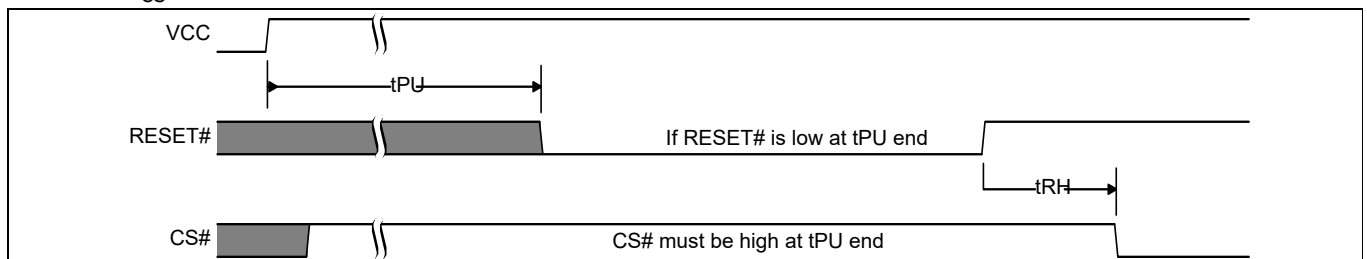 VCC
tPU
RESET#
If RESET# is low at tPU end
tRH
CS#
CS# must be high at tPU end